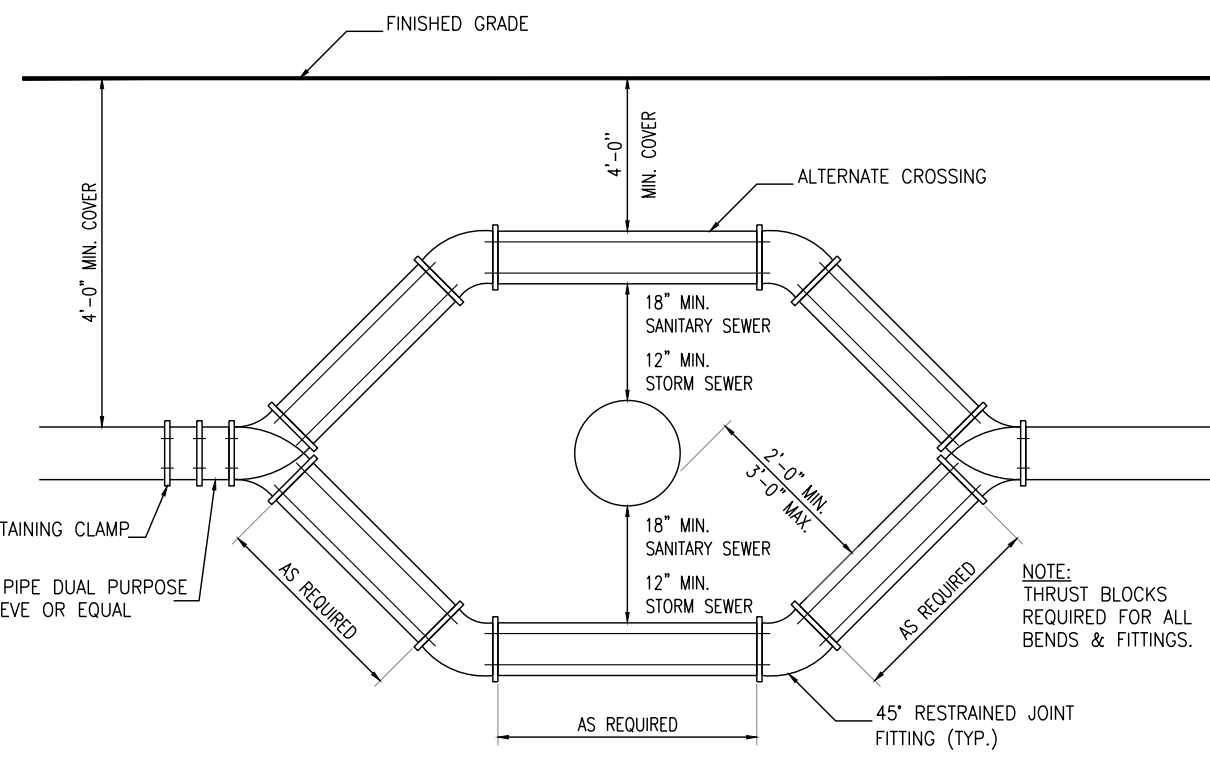 FINISHED GRADE
4'-0" MIN. COVER
4'-0"
MIN. COVER
ALTERNATE CROSSING
18" MIN.
SANITARY SEWER
12" MIN.
STORM SEWER
2'-0" MIN.
3'-0" MAX.
18" MIN.
SANITARY SEWER
12" MIN.
STORM SEWER
TAINING CLAMP
PIPE DUAL PURPOSE
EVE OR EQUAL
AS REQUIRED
AS REQUIRED
AS REQUIRED
NOTE:
THRUST BLOCKS
REQUIRED FOR ALL
BENDS & FITTINGS.
45° RESTRAINED JOINT
FITTING (TYP.)